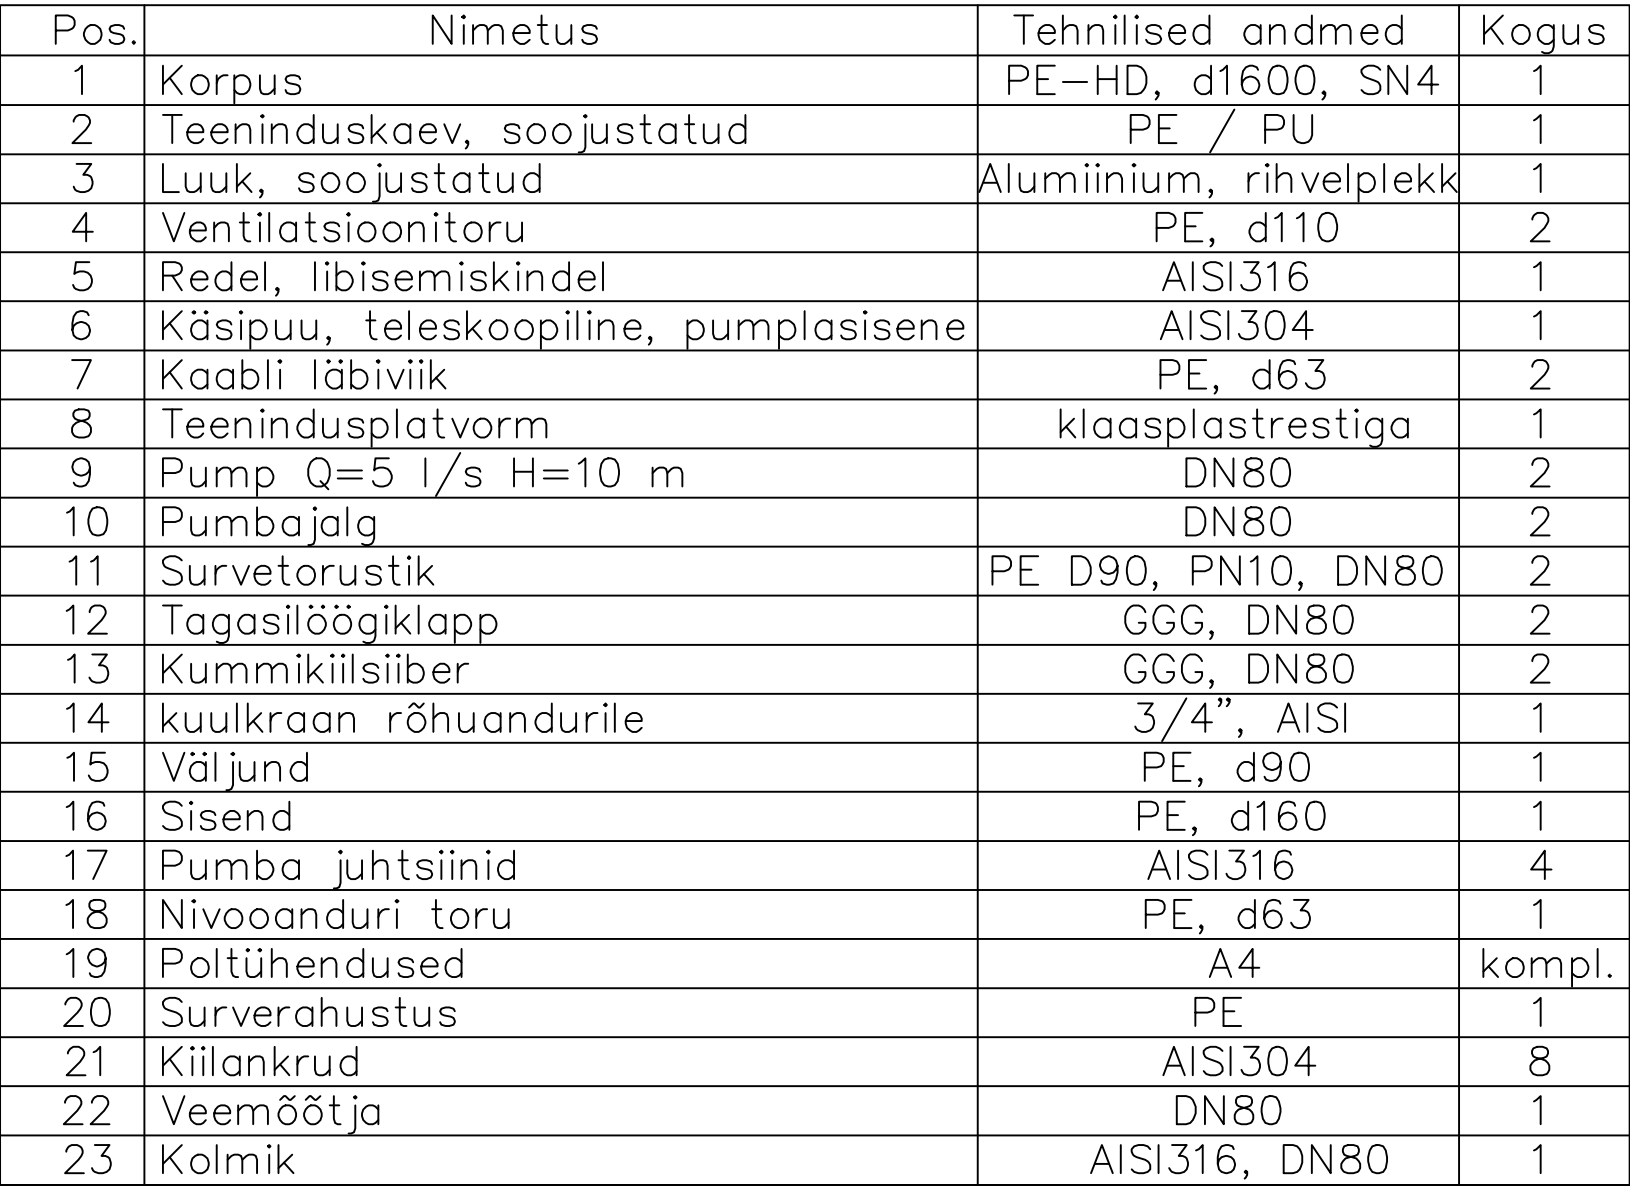 Pos. Nimetus Tehnilised andmed Kogus
1 Korpus PE-HD, d1600, SN4 1
2 Teeninduskaev, soojustatud PE / PU 1
3 Luuk, soojustatud Alumiinium, rihvelplekk 1
4 Ventilatsioonitoru PE, d110 2
5 Redel, libisemiskindel AISI316 1
6 Käsipuu, teleskoopiline, pumplasisene AISI304 1
7 Kaabli läbiviik PE, d63 2
8 Teenindusplatvorm klaasplastrestiga 1
9 Pump Q=5 l/s H=10 m DN80 2
10 Pumbajalg DN80 2
11 Survetorustik PE D90, PN10, DN80 2
12 Tagasilöögiklapp GGG, DN80 2
13 Kummikiilsiiber GGG, DN80 2
14 kuulkraan rõhuandurile 3/4”, AISI 1
15 Väljund PE, d90 1
16 Sisend PE, d160 1
17 Pumba juhtsiinid AISI316 4
18 Nivooanduri toru PE, d63 1
19 Poltühendused A4 kompl.
20 Surverahustus PE 1
21 Kiilankrud AISI304 8
22 Veemõõtja DN80 1
23 Kolmik AISI316, DN80 1